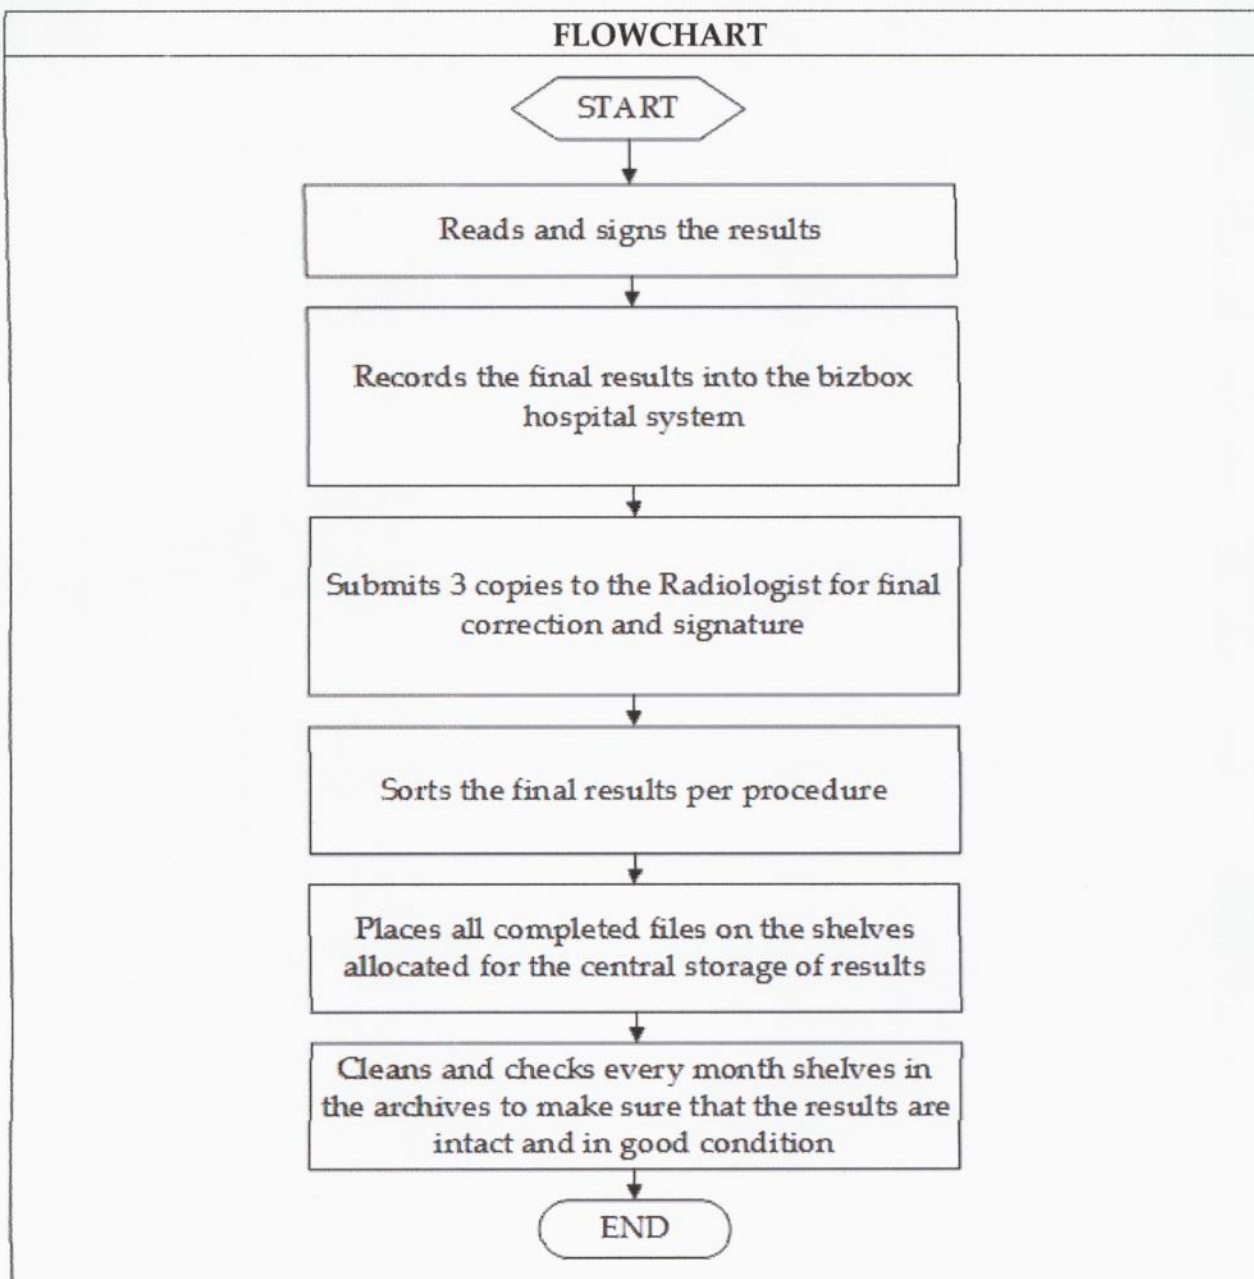 FLOWCHART
START
Reads and signs the results
Records the final results into the bizbox
hospital system
Submits 3 copies to the Radiologist for final
correction and signature
Sorts the final results per procedure
Places all completed files on the shelves
allocated for the central storage of results
Cleans and checks every month shelves in
the archives to make sure that the results are
intact and in good condition
END